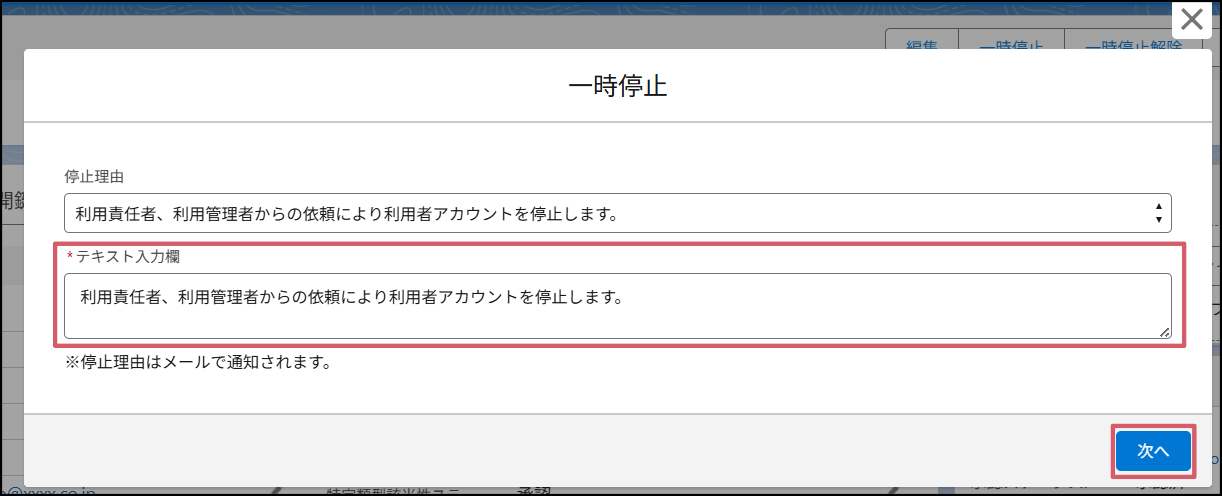 編集 一時停止 一時停止解除
一時停止
停止理由
利用責任者、利用管理者からの依頼により利用者アカウントを停止します。
*テキスト入力欄
利用責任者、利用管理者からの依頼により利用者アカウントを停止します。
※停止理由はメールで通知されます。
次へ